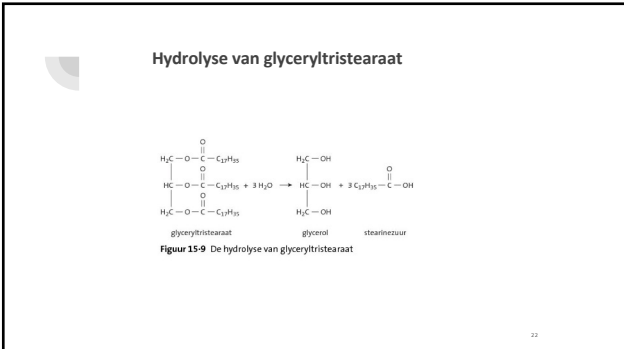 Hydrolyse van glyceryltristearaat
O
||
H₂C — O — C — C₁₇H₃₅ H₂C — OH
O O
|| ||
HC — O — C — C₁₇H₃₅ + 3 H₂O → HC — OH + 3 C₁₇H₃₅ — C — OH
O
||
H₂C — O — C — C₁₇H₃₅ H₂C — OH
glyceryltristearaat glycerol stearinezuur
Figuur 15·9 De hydrolyse van glyceryltristearaat
22